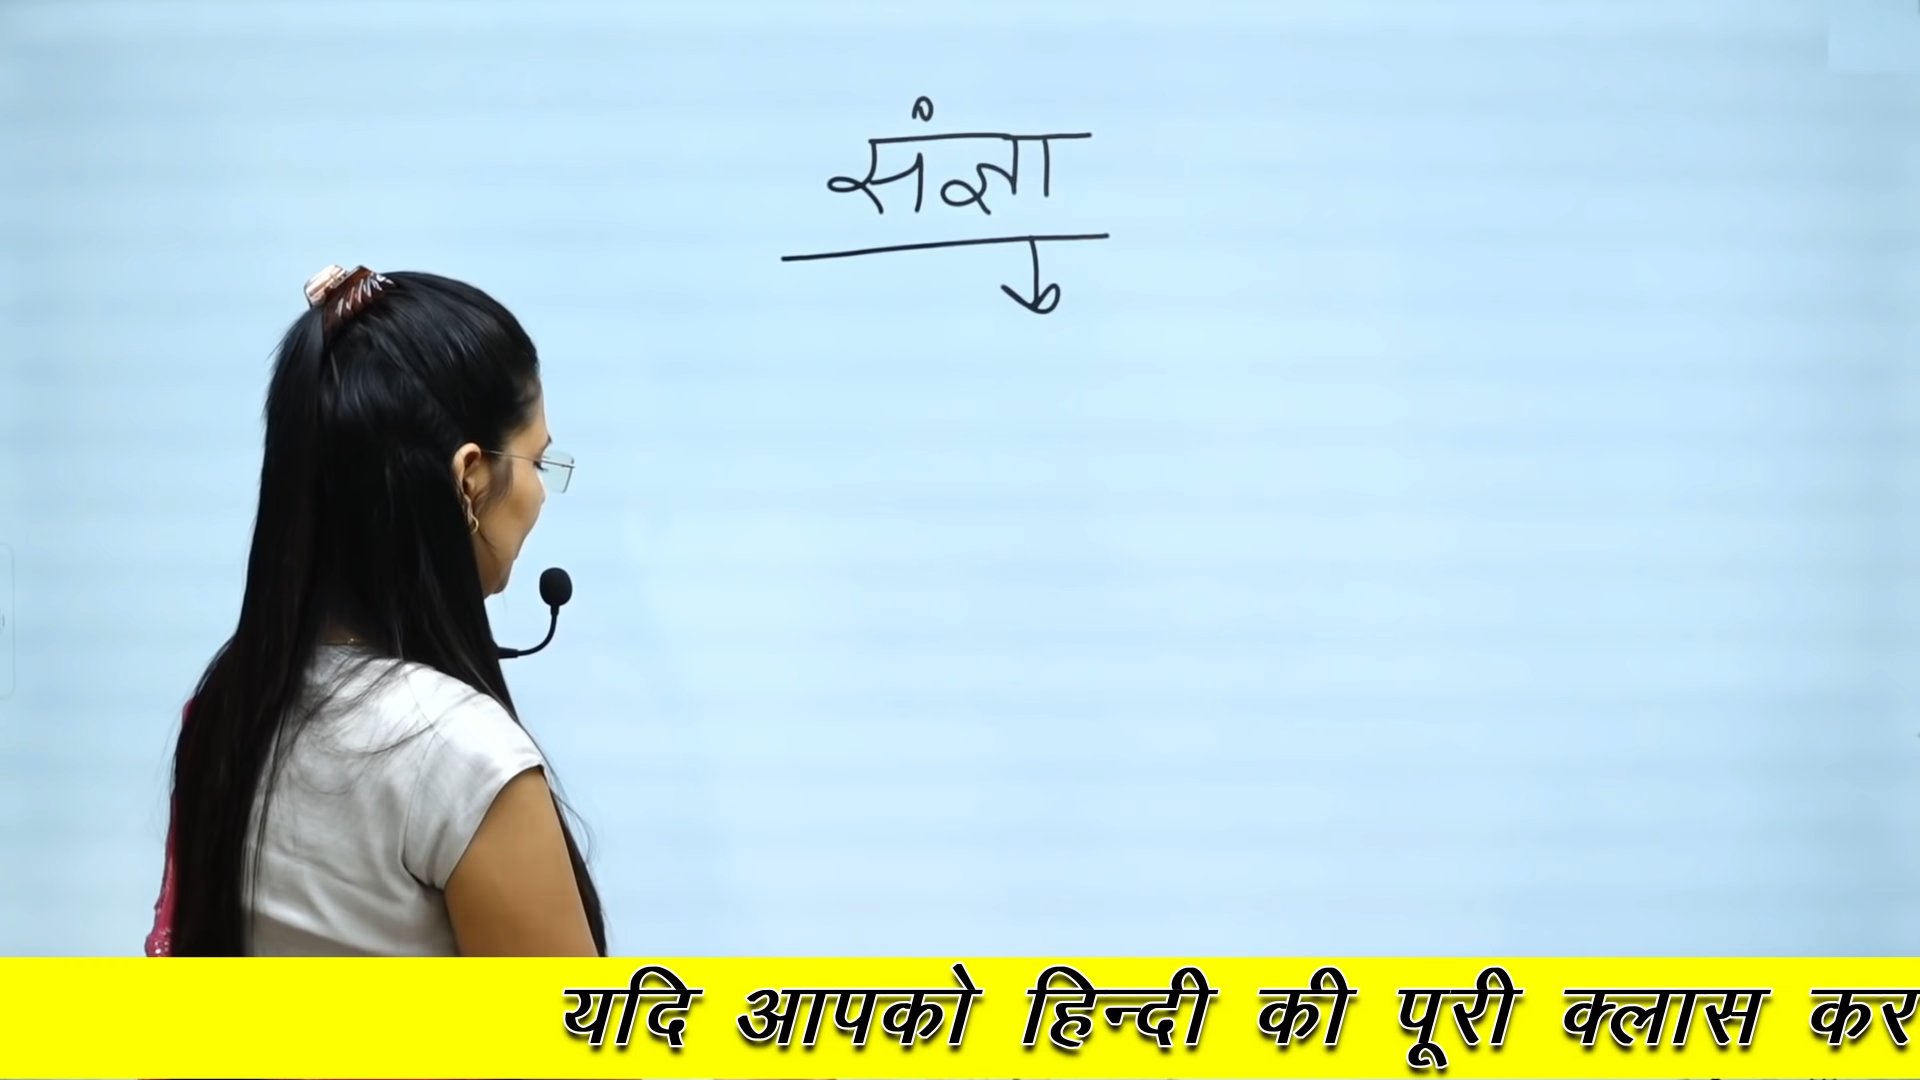 संज्ञा
यदि आपको हिन्दी की पूरी क्लास कर